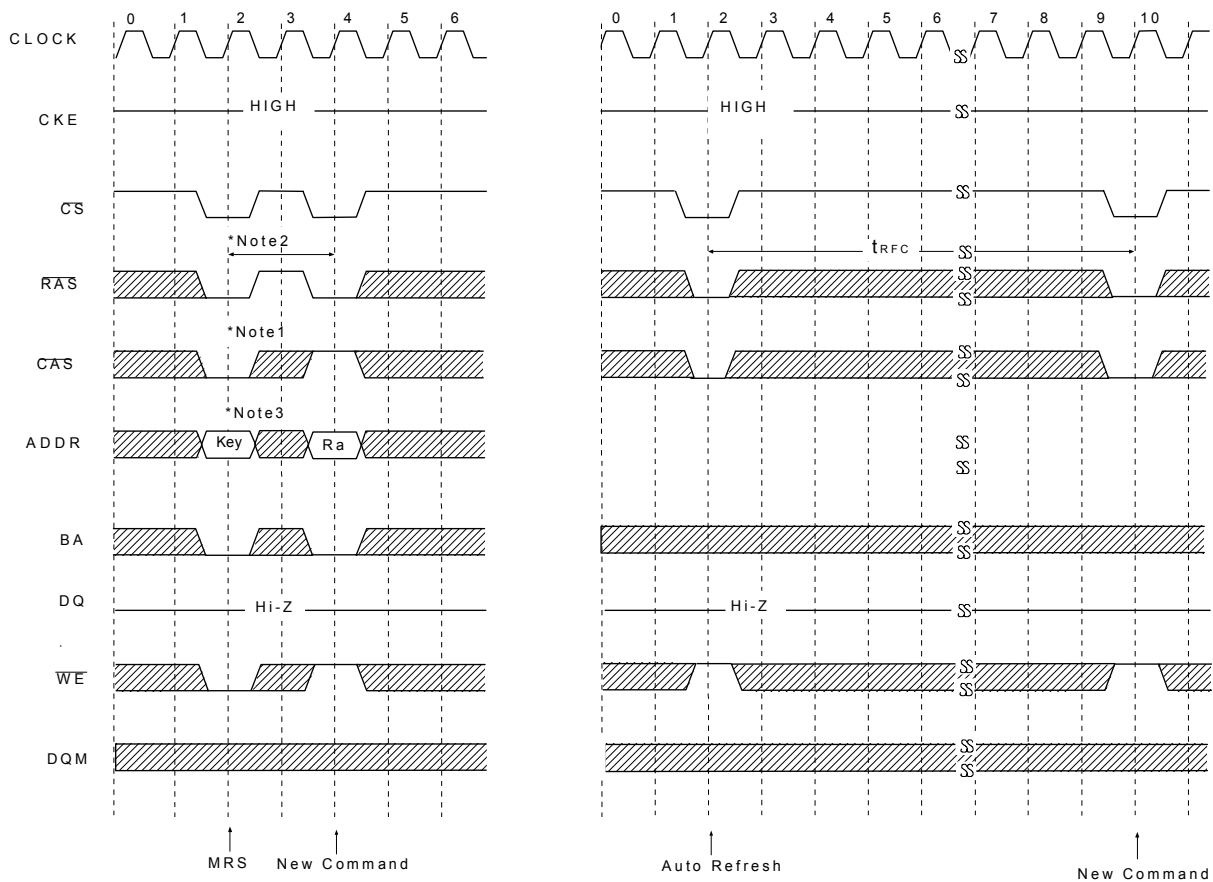 0 1 2 3 4 5 6
0 1 2 3 4 5 6 7 8 9 10
CLOCK
CKE
HIGH
HIGH
CS
*Note2
tRFC
RAS
*Note1
CAS
*Note3
ADDR
Key
Ra
BA
DQ
Hi-Z
Hi-Z
WE
DQM
MRS
New Command
Auto Refresh
New Command